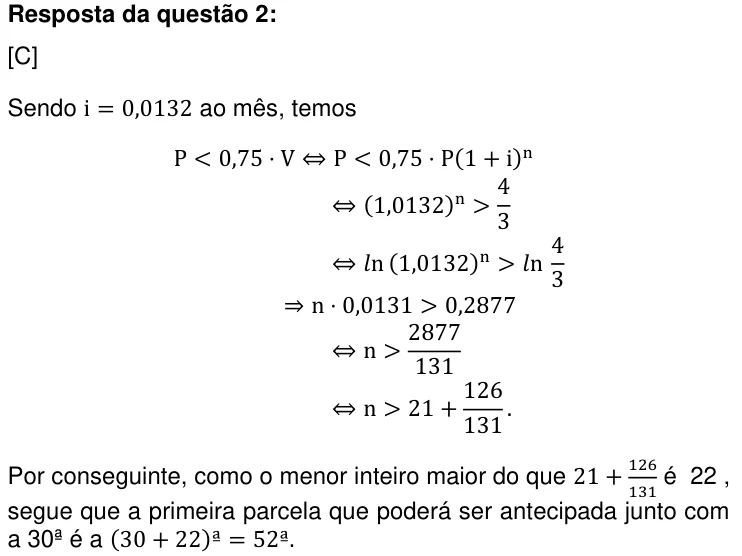 Resposta da questão 2:
[C]
Sendo i = 0,0132 ao mês, temos
P < 0,75 · V ⇔ P < 0,75 · P(1 + i)ⁿ
⇔ (1,0132)ⁿ > 4/3
⇔ 𝑙n (1,0132)ⁿ > 𝑙n 4/3
⇒ n · 0,0131 > 0,2877
⇔ n > 2877/131
⇔ n > 21 + 126/131.
Por conseguinte, como o menor inteiro maior do que 21 + 126/131 é 22 ,
segue que a primeira parcela que poderá ser antecipada junto com
a 30ª é a (30 + 22)ª = 52ª.